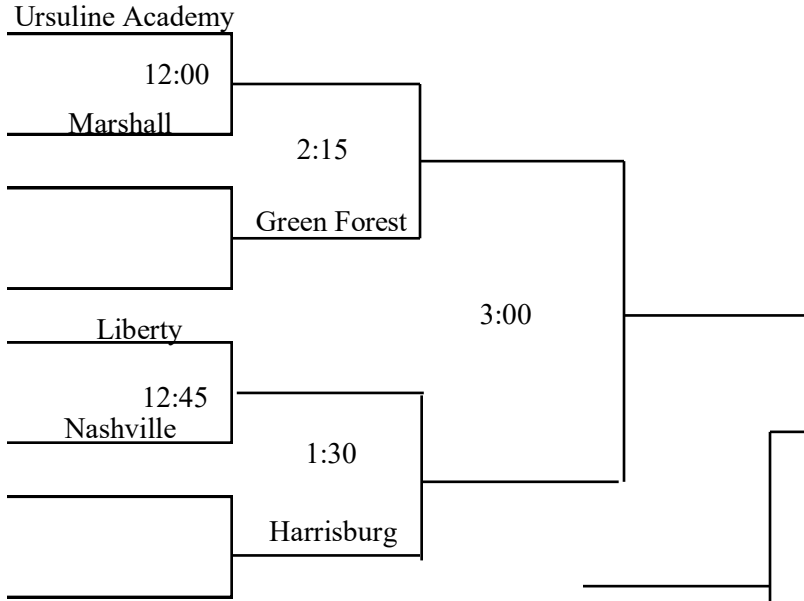 Ursuline Academy
12:00
Marshall
2:15
Green Forest
3:00
Liberty
12:45
Nashville
1:30
Harrisburg